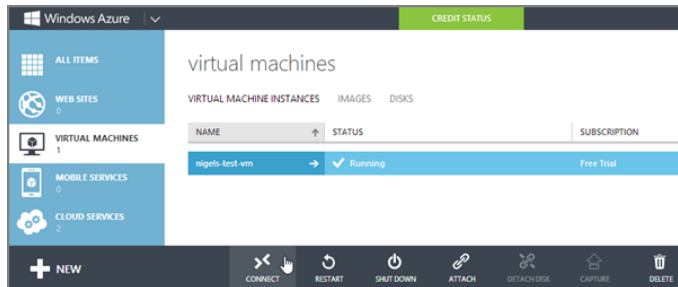 Windows Azure
CREDIT STATUS
ALL ITEMS
WEB SITES
0
VIRTUAL MACHINES
1
MOBILE SERVICES
0
CLOUD SERVICES
2
virtual machines
VIRTUAL MACHINE INSTANCES IMAGES DISKS
NAME STATUS SUBSCRIPTION
nigels-test-vm Running Free Trial
NEW CONNECT RESTART SHUT DOWN ATTACH DETACH DISK CAPTURE DELETE